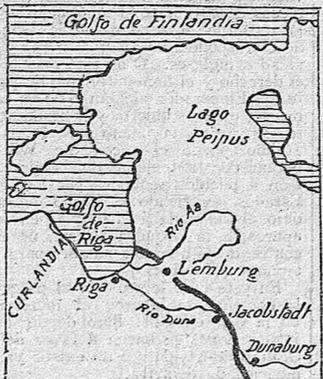 Golfo de Finlandia
Lago
Peipus
Golfo
de
Riga
Rio Aa
CURLANDIA
Lemburg
Riga
Rio Duna
Jacobstadt
Dunaburg